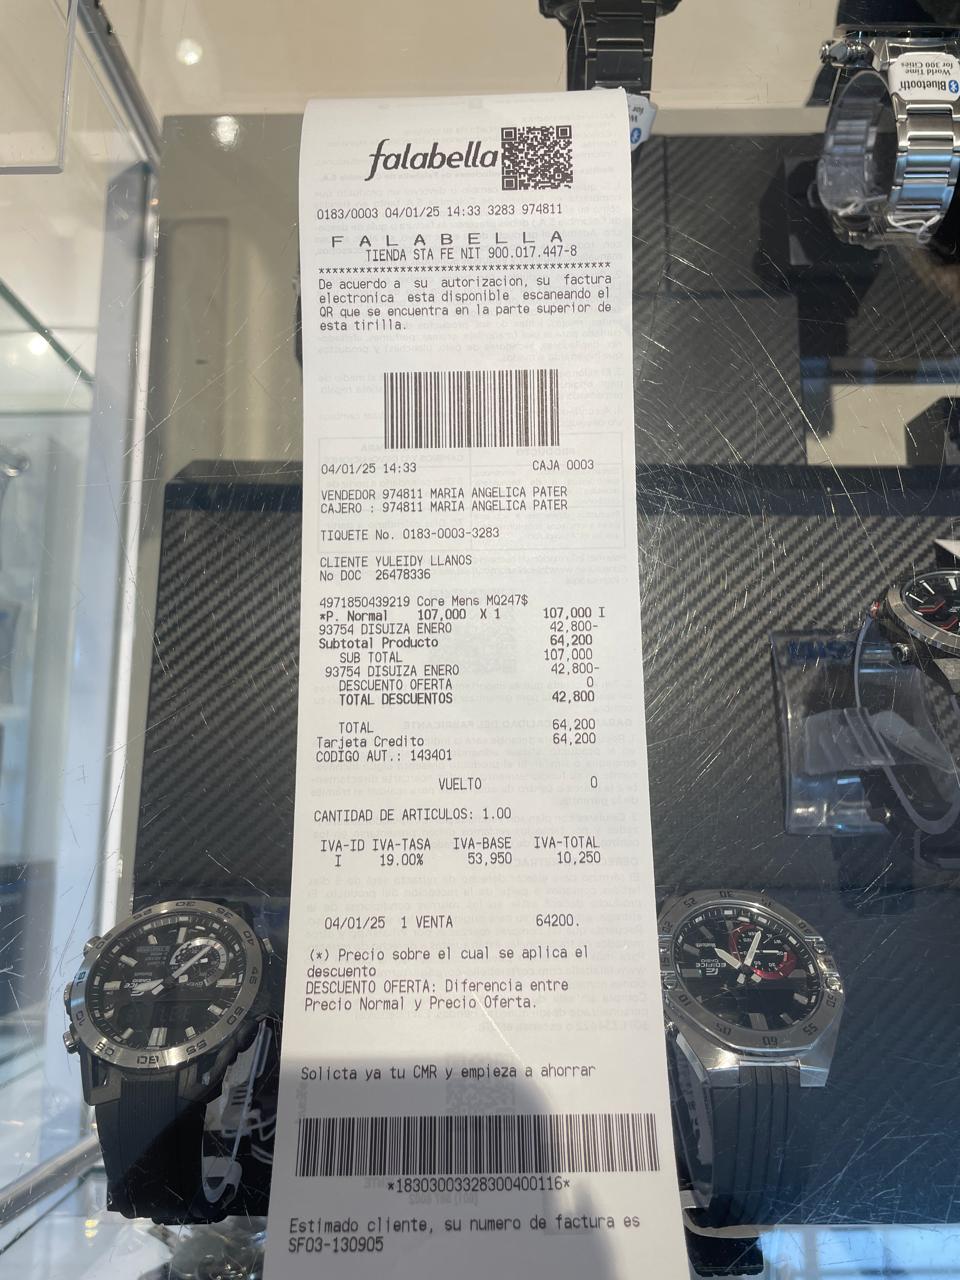 falabella
0183/0003 04/01/25 14:33 3283 974811
FALABELLA
TIENDA STA FE NIT 900.017.447-8
***************************************
De acuerdo a su autorizacion, su factura
electronica esta disponible escaneando el
QR que se encuentra en la parte superior de
esta tirilla.
04/01/25 14:33 CAJA 0003
VENDEDOR 974811 MARIA ANGELICA PATER
CAJERO : 974811 MARIA ANGELICA PATER
TIQUETE No. 0183-0003-3283
CLIENTE YULEIDY LLANOS
No DOC 26478336
4971850439219 Core Mens MQ247$
*P. Normal 107,000 X 1 107,000 I
93754 DISUIZA ENERO 42,800-
Subtotal Producto 64,200
SUB TOTAL 107,000
93754 DISUIZA ENERO 42,800-
DESCUENTO OFERTA 0
TOTAL DESCUENTOS 42,800
TOTAL 64,200
Tarjeta Credito 64,200
CODIGO AUT.: 143401
VUELTO 0
CANTIDAD DE ARTICULOS: 1.00
IVA-ID IVA-TASA IVA-BASE IVA-TOTAL
I 19.00% 53,950 10,250
04/01/25 1 VENTA 64200.
(*) Precio sobre el cual se aplica el
descuento
DESCUENTO OFERTA: Diferencia entre
Precio Normal y Precio Oferta.
Solicta ya tu CMR y empieza a ahorrar
*18303003328300400116*
Estimado cliente, su numero de factura es
SF03-130905
Bluetooth
World Time
for 300 Cities
EDIFICE
CASIO